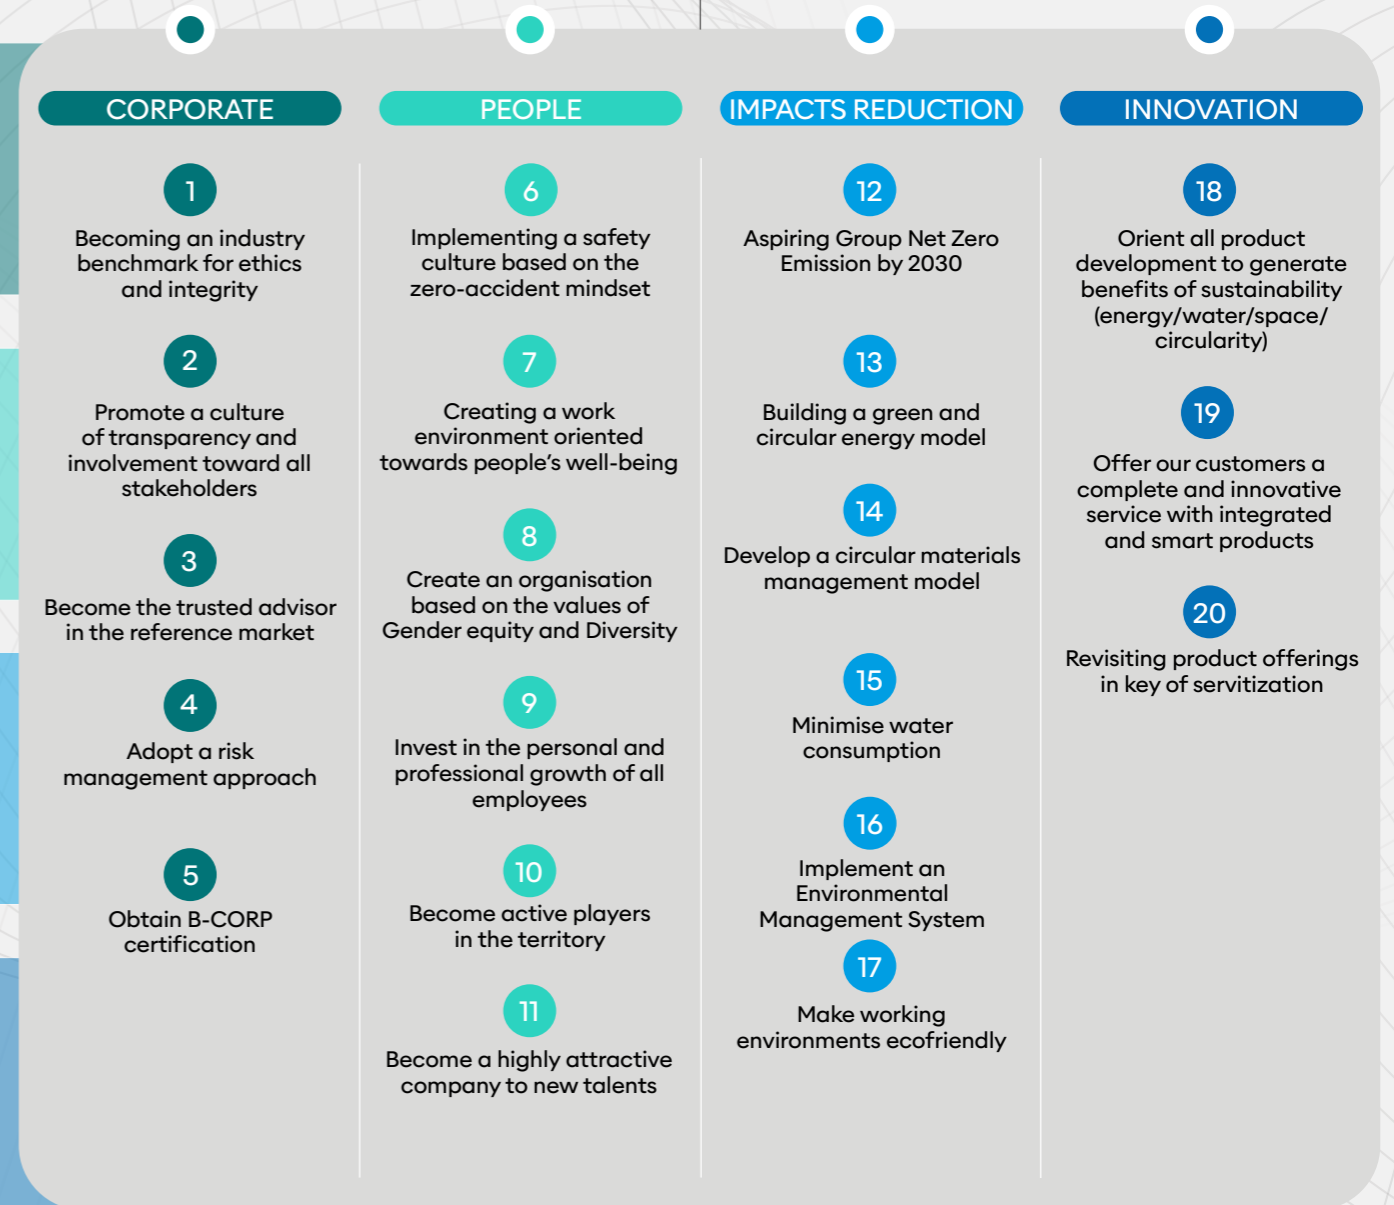 CORPORATE
1
Becoming an industry
benchmark for ethics
and integrity
2
Promote a culture
of transparency and
involvement toward all
stakeholders
3
Become the trusted advisor
in the reference market
4
Adopt a risk
management approach
5
Obtain B-CORP
certification
PEOPLE
6
Implementing a safety
culture based on the
zero-accident mindset
7
Creating a work
environment oriented
towards people’s well-being
8
Create an organisation
based on the values of
Gender equity and Diversity
9
Invest in the personal and
professional growth of all
employees
10
Become active players
in the territory
11
Become a highly attractive
company to new talents
IMPACTS REDUCTION
12
Aspiring Group Net Zero
Emission by 2030
13
Building a green and
circular energy model
14
Develop a circular materials
management model
15
Minimise water
consumption
16
Implement an
Environmental
Management System
17
Make working
environments ecofriendly
INNOVATION
18
Orient all product
development to generate
benefits of sustainability
(energy/water/space/
circularity)
19
Offer our customers a
complete and innovative
service with integrated
and smart products
20
Revisiting product offerings
in key of servitization